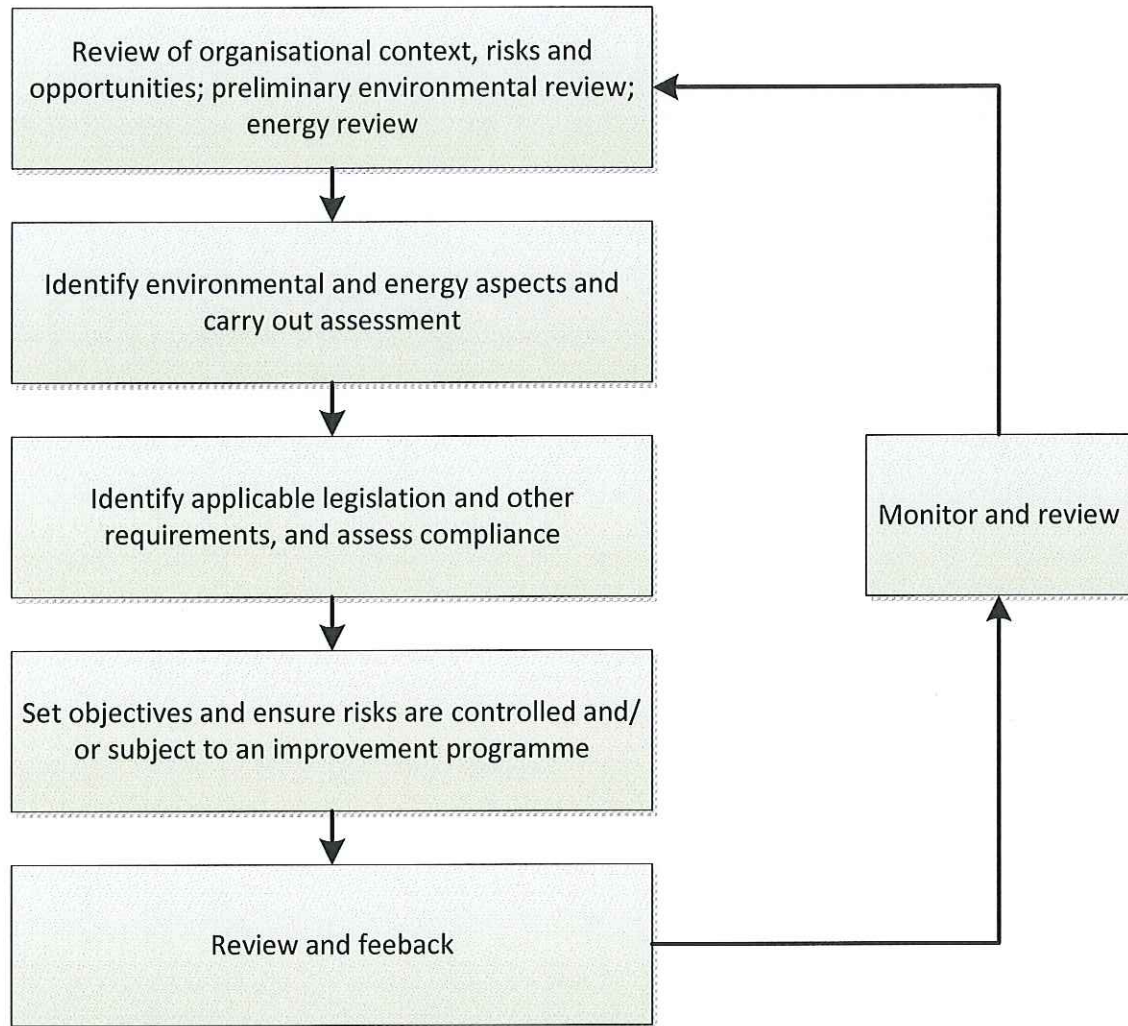 Review of organisational context, risks and
opportunities; preliminary environmental review;
energy review
Identify environmental and energy aspects and
carry out assessment
Identify applicable legislation and other
requirements, and assess compliance
Monitor and review
Set objectives and ensure risks are controlled and/
or subject to an improvement programme
Review and feeback